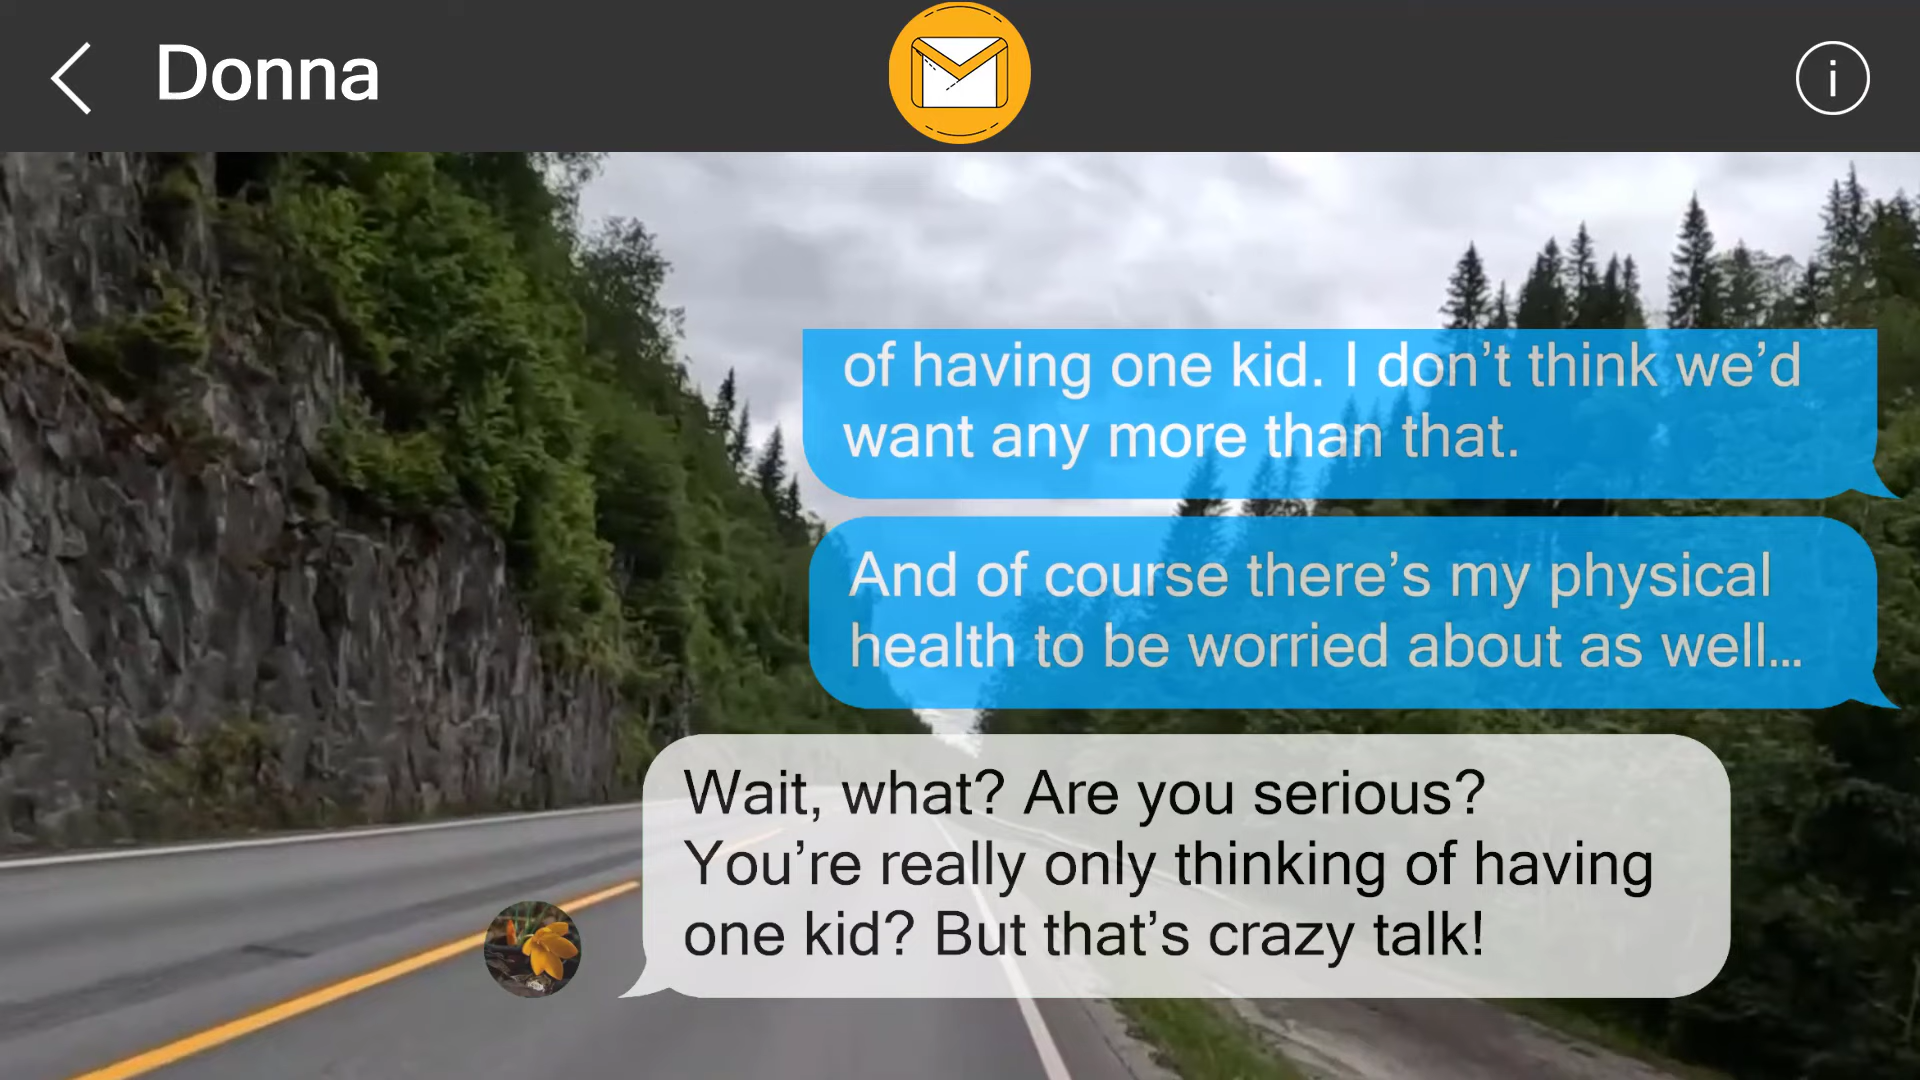 Donna
i
of having one kid. I don’t think we’d
want any more than that.
And of course there’s my physical
health to be worried about as well...
Wait, what? Are you serious?
You’re really only thinking of having
one kid? But that’s crazy talk!